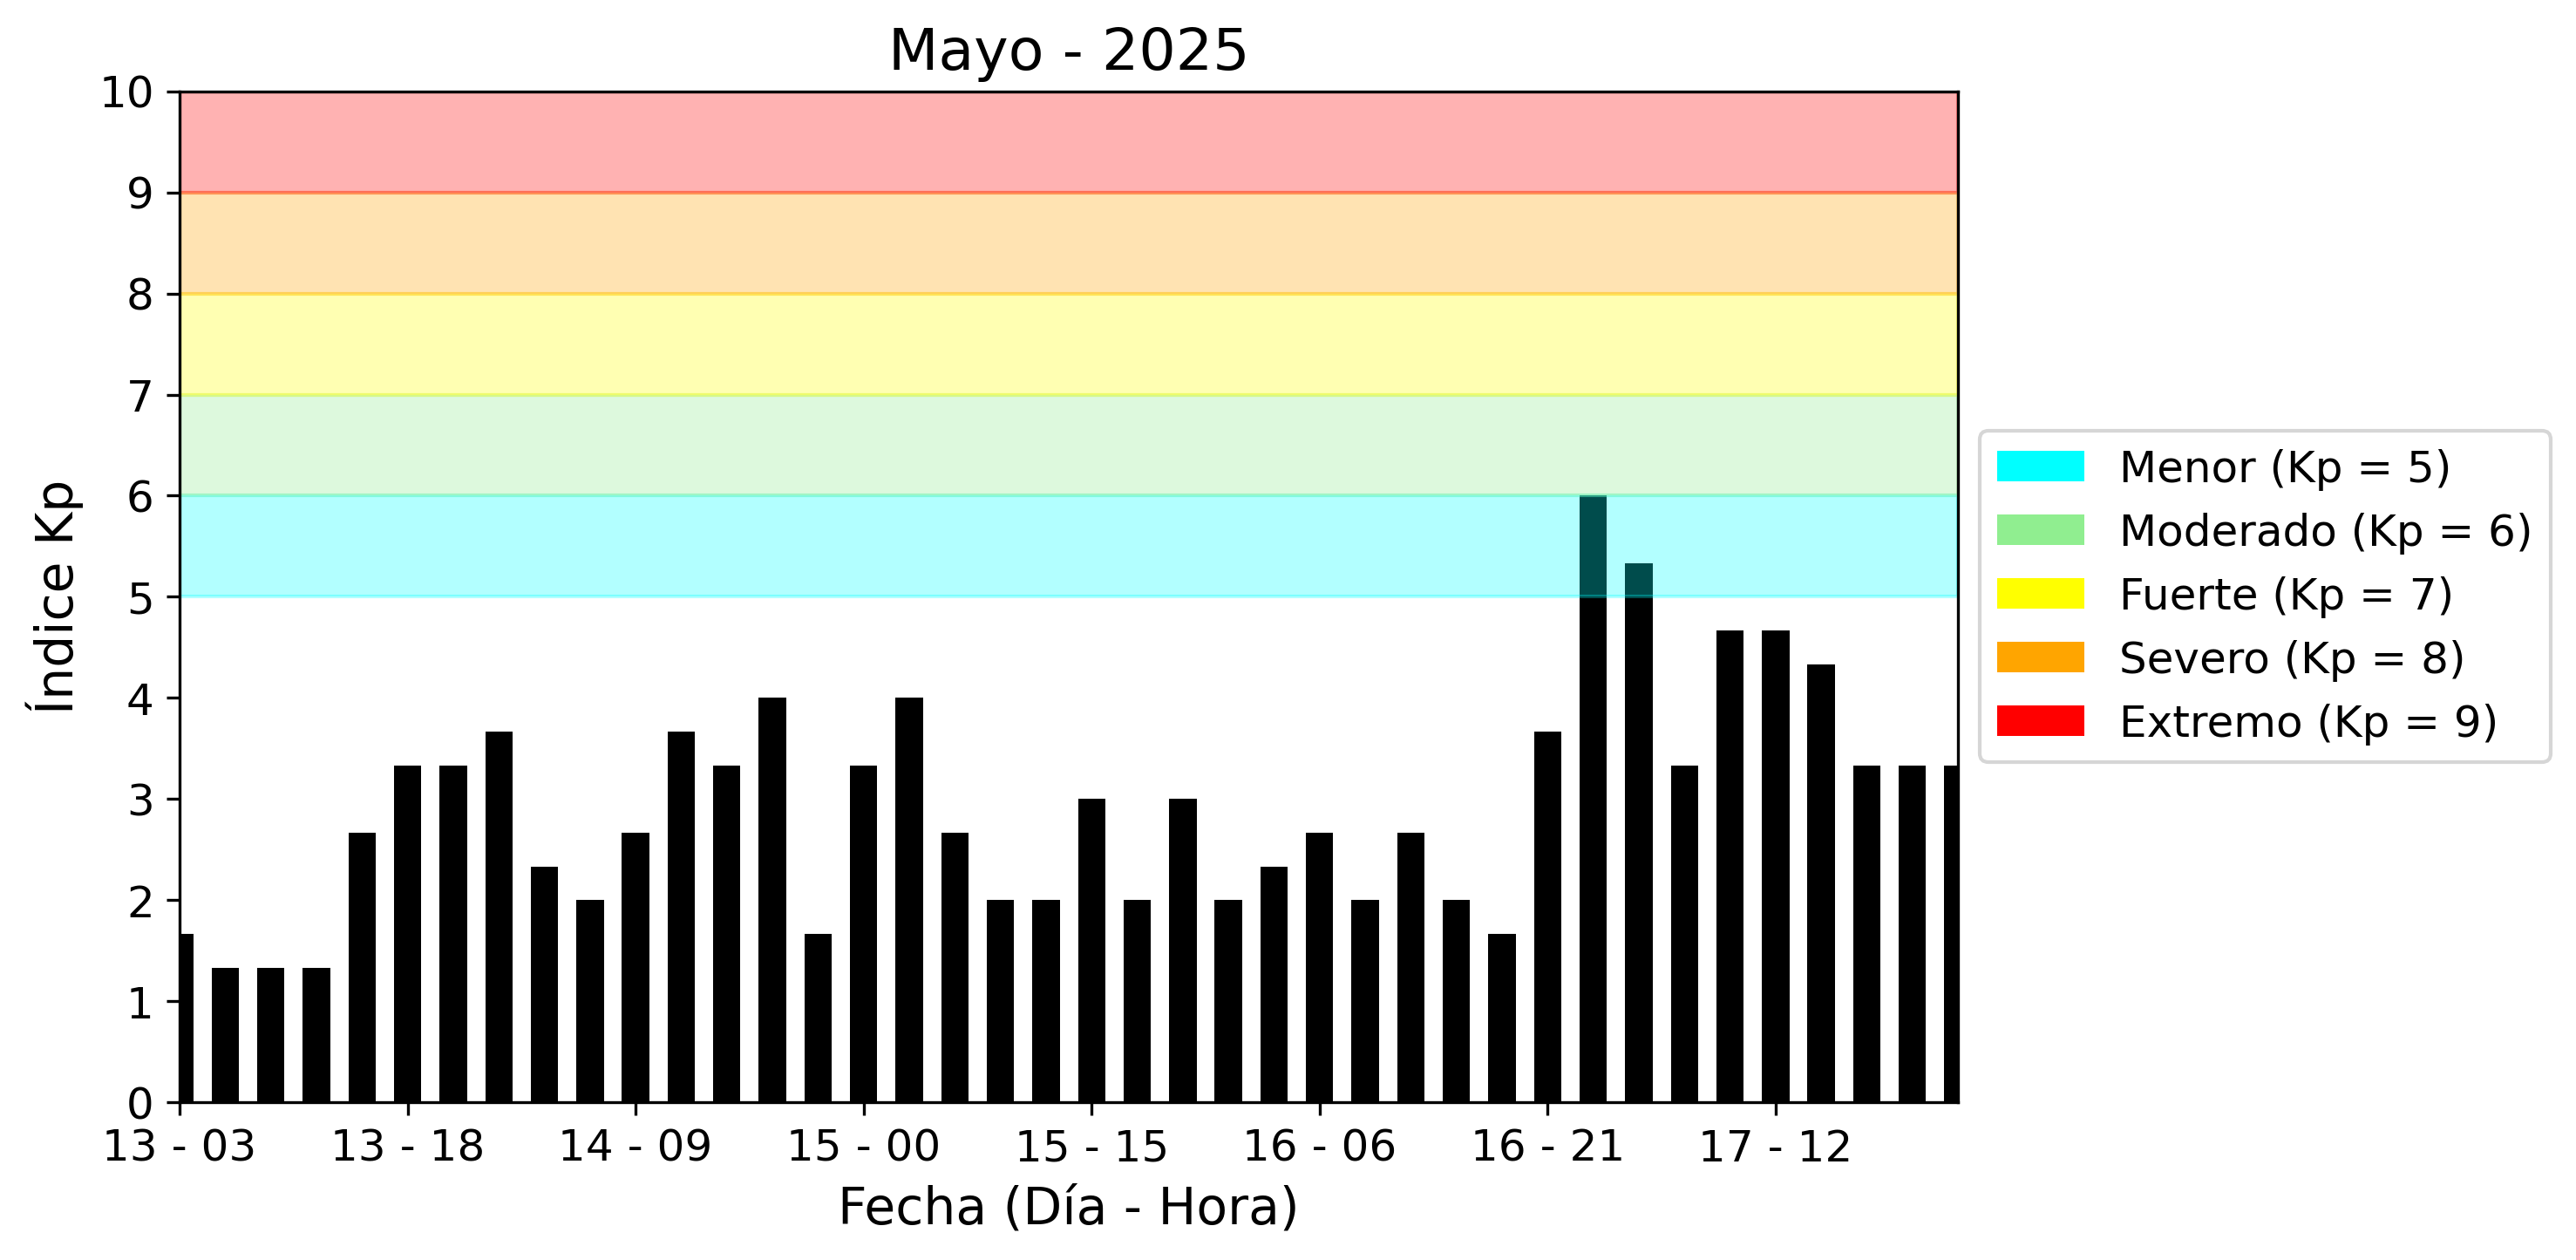 Mayo - 2025
10
9
8
7
6
5
4
3
2
1
0
Índice Kp
13 - 03
13 - 18
14 - 09
15 - 00
15 - 15
16 - 06
16 - 21
17 - 12
Fecha (Día - Hora)
Menor (Kp = 5)
Moderado (Kp = 6)
Fuerte (Kp = 7)
Severo (Kp = 8)
Extremo (Kp = 9)